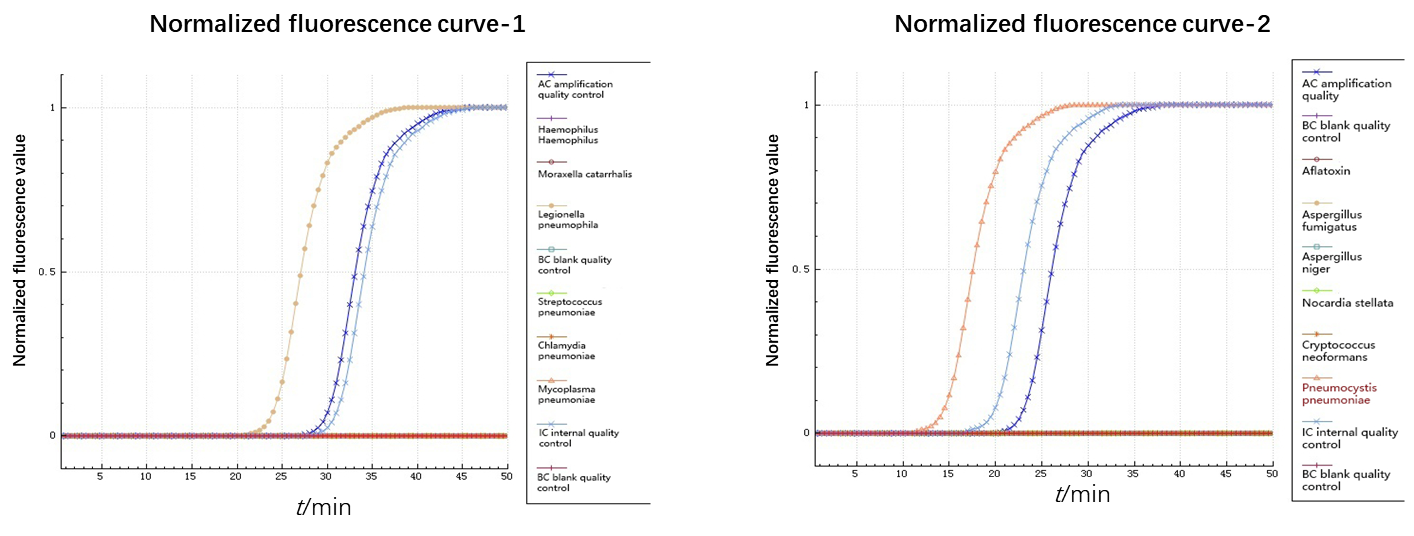 Normalized fluorescence curve-1
Normalized fluorescence value
1
0.5
0
5
10
15
20
25
30
35
40
45
50
t/min
AC amplification
quality control
Haemophilus
Haemophilus
Moraxella catarrhalis
Legionella
pneumophila
BC blank quality
control
Streptococcus
pneumoniae
Chlamydia
pneumoniae
Mycoplasma
pneumoniae
IC internal quality
control
BC blank quality
control
Normalized fluorescence curve-2
Normalized fluorescence value
1
0.5
0
5
10
15
20
25
30
35
40
45
50
t/min
AC amplification
quality
BC blank quality
control
Aflatoxin
Aspergillus
fumigatus
Aspergillus
niger
Nocardia stellata
Cryptococcus
neoformans
Pneumocystis
pneumoniae
IC internal quality
control
BC blank quality
control